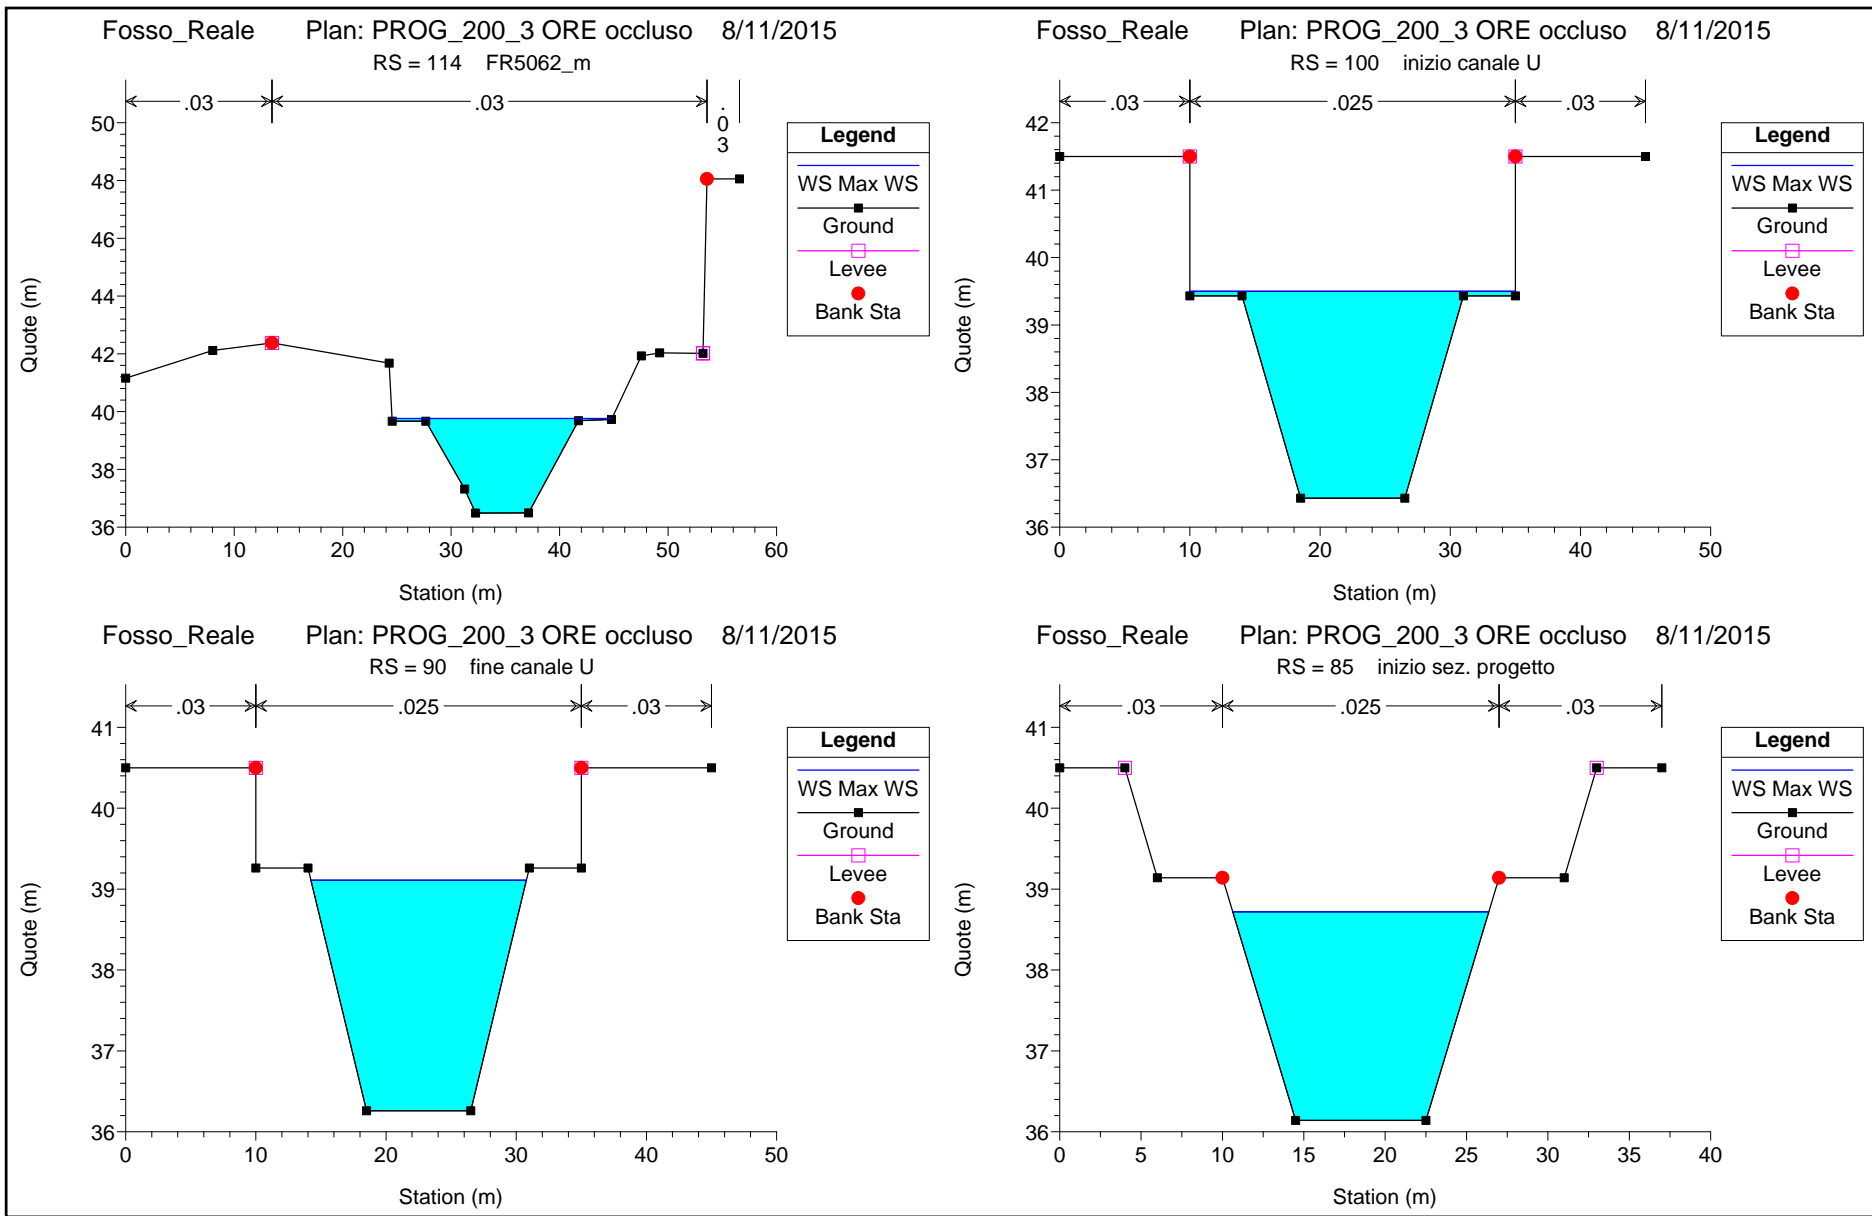 Fosso_Reale Plan: PROG_200_3 ORE occluso 8/11/2015
RS = 114 FR5062_m
.03 .03 .03
50
48
46
44
42
40
38
36
Quote (m)
0 10 20 30 40 50 60
Station (m)
Legend
WS Max WS
Ground
Levee
Bank Sta
Fosso_Reale Plan: PROG_200_3 ORE occluso 8/11/2015
RS = 100 inizio canale U
.03 .025 .03
42
41
40
39
38
37
36
Quote (m)
0 10 20 30 40 50
Station (m)
Legend
WS Max WS
Ground
Levee
Bank Sta
Fosso_Reale Plan: PROG_200_3 ORE occluso 8/11/2015
RS = 90 fine canale U
.03 .025 .03
41
40
39
38
37
36
Quote (m)
0 10 20 30 40 50
Station (m)
Legend
WS Max WS
Ground
Levee
Bank Sta
Fosso_Reale Plan: PROG_200_3 ORE occluso 8/11/2015
RS = 85 inizio sez. progetto
.03 .025 .03
41
40
39
38
37
36
Quote (m)
0 5 10 15 20 25 30 35 40
Station (m)
Legend
WS Max WS
Ground
Levee
Bank Sta